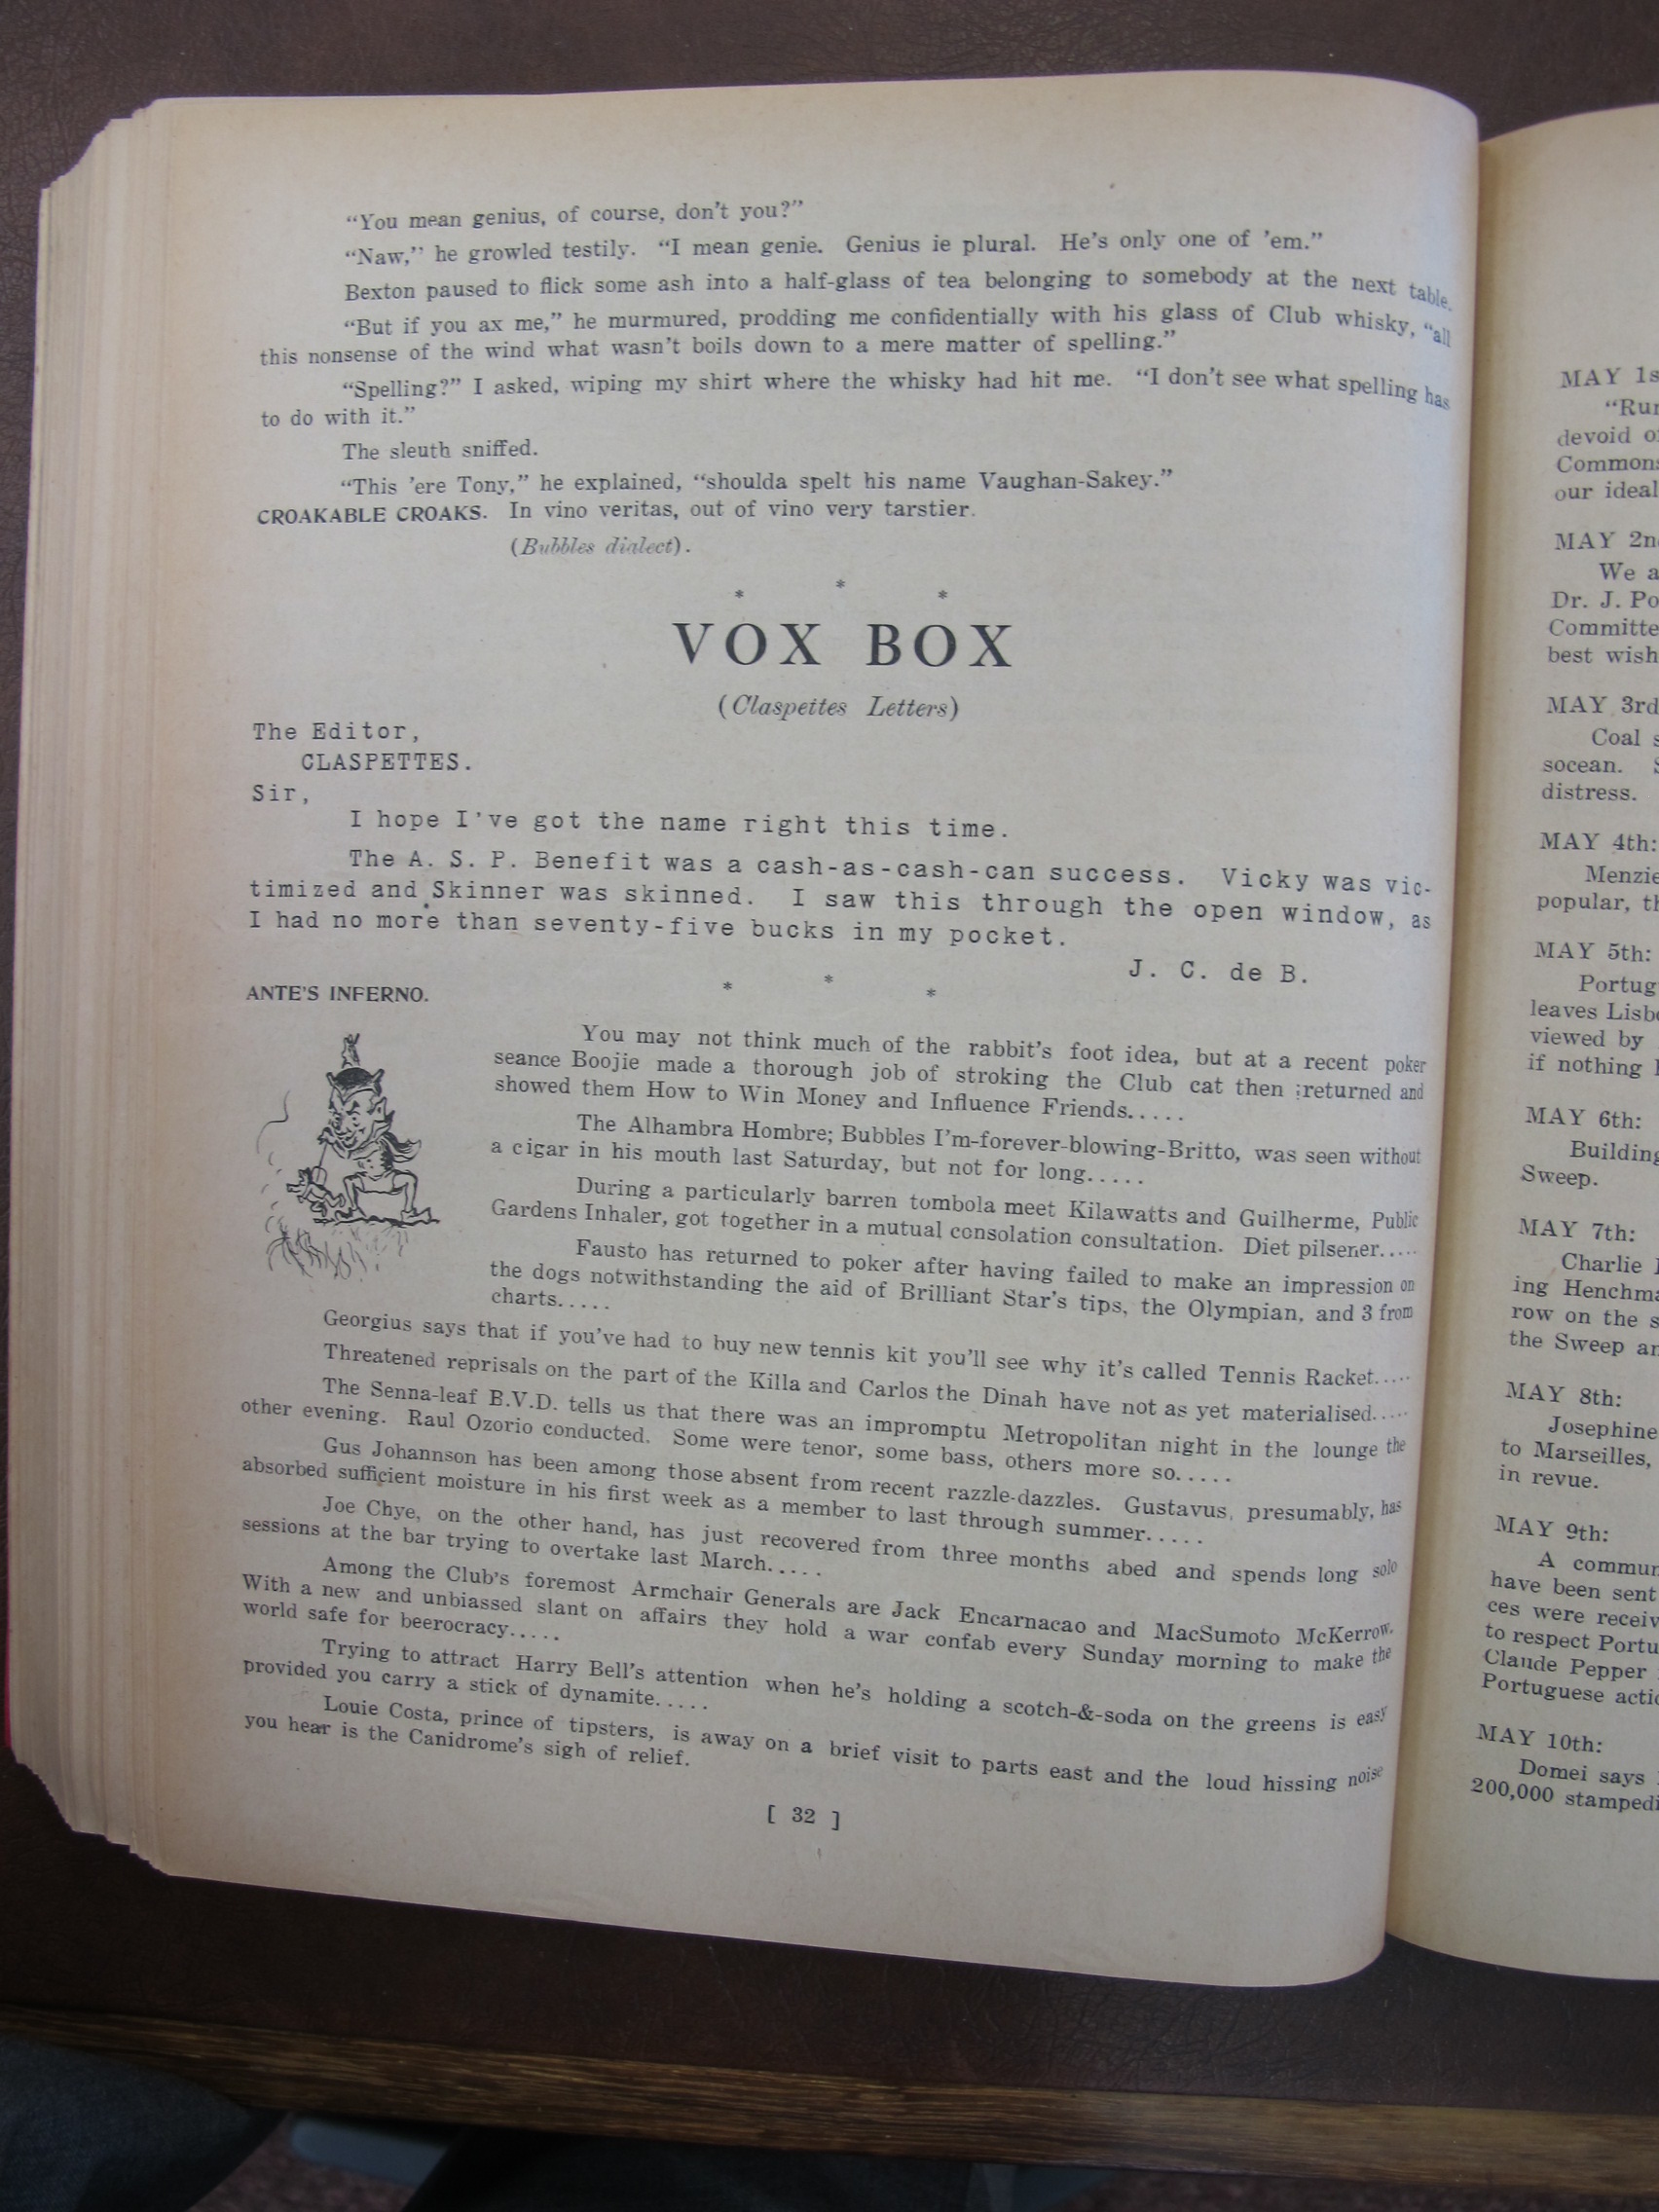 "You mean genius, of course, don't you?"
"Naw," he growled testily. "I mean genie. Genius ie plural. He's only one of 'em."
Bexton paused to flick some ash into a half-glass of tea belonging to somebody at the next table.
"But if you ax me," he murmured, prodding me confidentially with his glass of Club whisky, "all
this nonsense of the wind what wasn't boils down to a mere matter of spelling."
"Spelling?" I asked, wiping my shirt where the whisky had hit me. "I don't see what spelling has
to do with it."
The sleuth sniffed.
"This 'ere Tony," he explained, "shoulda spelt his name Vaughan-Sakey."
CROAKABLE CROAKS. In vino veritas, out of vino very tarstier.
(Bubbles dialect).
* * *
VOX BOX
(Claspettes Letters)
The Editor,
CLASPETTES.
Sir,
I hope I've got the name right this time.
The A. S. P. Benefit was a cash-as-cash-can success. Vicky was vic-
timized and Skinner was skinned. I saw this through the open window, as
I had no more than seventy-five bucks in my pocket.
J. C. de B.
* * *
ANTE'S INFERNO.
You may not think much of the rabbit's foot idea, but at a recent poker
seance Boojie made a thorough job of stroking the Club cat then returned and
showed them How to Win Money and Influence Friends.....
The Alhambra Hombre; Bubbles I'm-forever-blowing-Britto, was seen without
a cigar in his mouth last Saturday, but not for long.....
During a particularly barren tombola meet Kilawatts and Guilherme, Public
Gardens Inhaler, got together in a mutual consolation consultation. Diet pilsener.....
Fausto has returned to poker after having failed to make an impression on
the dogs notwithstanding the aid of Brilliant Star's tips, the Olympian, and 3 from
charts.....
Georgius says that if you've had to buy new tennis kit you'll see why it's called Tennis Racket.....
Threatened reprisals on the part of the Killa and Carlos the Dinah have not as yet materialised.....
The Senna-leaf B.V.D. tells us that there was an impromptu Metropolitan night in the lounge the
other evening. Raul Ozorio conducted. Some were tenor, some bass, others more so.....
Gus Johannson has been among those absent from recent razzle-dazzles. Gustavus, presumably, has
absorbed sufficient moisture in his first week as a member to last through summer.....
Joe Chye, on the other hand, has just recovered from three months abed and spends long solo
sessions at the bar trying to overtake last March.....
Among the Club's foremost Armchair Generals are Jack Encarnacao and MacSumoto McKerrow.
With a new and unbiassed slant on affairs they hold a war confab every Sunday morning to make the
world safe for beerocracy.....
Trying to attract Harry Bell's attention when he's holding a scotch-&-soda on the greens is easy
provided you carry a stick of dynamite.....
Louie Costa, prince of tipsters, is away on a brief visit to parts east and the loud hissing noise
you hear is the Canidrome's sigh of relief.
[ 32 ]
MAY 1s
"Rur
devoid of
Commons
our ideal
MAY 2n
We a
Dr. J. Po
Committe
best wish
MAY 3rd
Coal s
socean. S
distress.
MAY 4th:
Menzie
popular, th
MAY 5th:
Portug
leaves Lisb
viewed by
if nothing
MAY 6th:
Building
Sweep.
MAY 7th:
Charlie
ing Henchma
row on the s
the Sweep an
MAY 8th:
Josephine
to Marseilles,
in revue.
MAY 9th:
A commun
have been sent
ces were receiv
to respect Portu
Claude Pepper
Portuguese actio
MAY 10th:
Domei says
200,000 stampedi